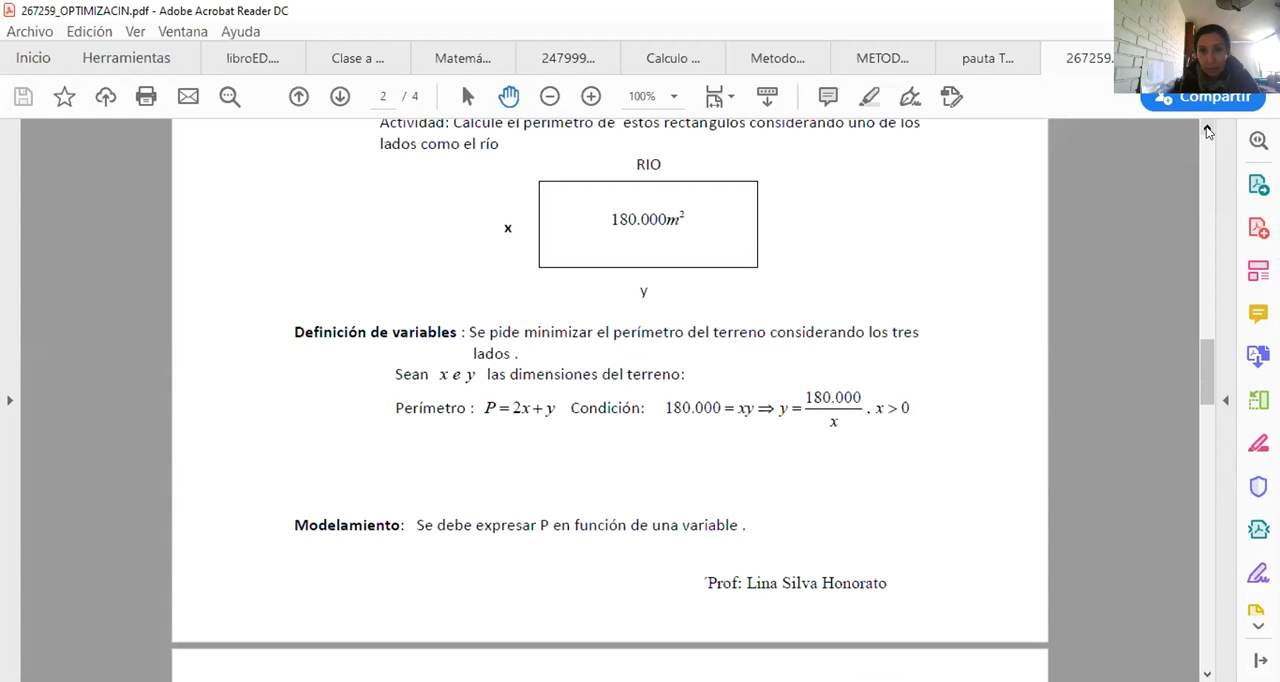 267259_OPTIMIZACIN.pdf - Adobe Acrobat Reader DC
Archivo Edición Ver Ventana Ayuda
Inicio Herramientas libroED.... Clase a ... Matemá... 247999... Calculo ... Metodo... METOD... pauta T... 267259.
2 / 4 100% Compartir
Actividad: Calcule el perímetro de estos rectángulos considerando uno de los
lados como el río
RIO
180.000m²
x
y
Definición de variables : Se pide minimizar el perímetro del terreno considerando los tres
lados .
Sean x e y las dimensiones del terreno:
Perímetro : P = 2x + y Condición: 180.000 = xy ⇒ y = 180.000/x , x > 0
Modelamiento: Se debe expresar P en función de una variable .
Prof: Lina Silva Honorato